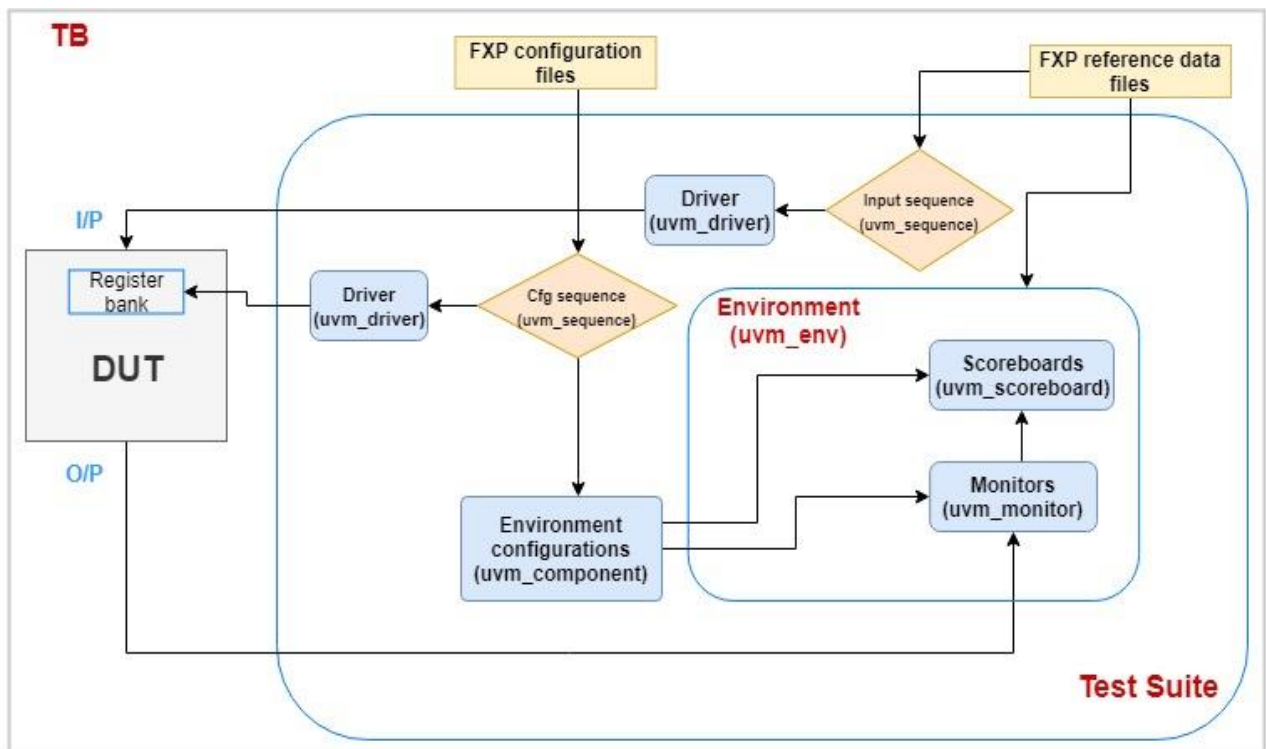 TB
FXP configuration
files
FXP reference data
files
Driver
(uvm_driver)
Input sequence
(uvm_sequence)
I/P
Register
bank
DUT
Driver
(uvm_driver)
Cfg sequence
(uvm_sequence)
Environment
(uvm_env)
Scoreboards
(uvm_scoreboard)
O/P
Monitors
(uvm_monitor)
Environment
configurations
(uvm_component)
Test Suite